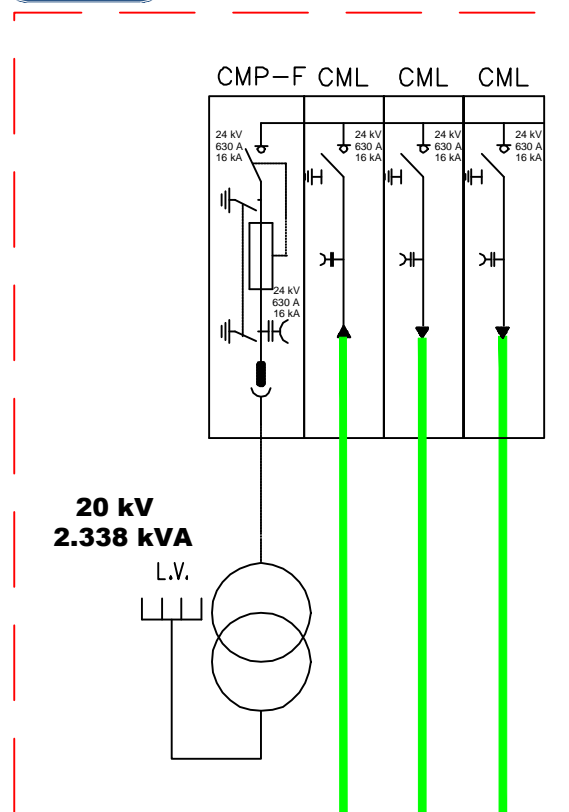 CMP-F CML CML CML
24 kV
630 A
16 kA
24 kV
630 A
16 kA
24 kV
630 A
16 kA
24 kV
630 A
16 kA
24 kV
630 A
16 kA
20 kV
2.338 kVA
L.V.